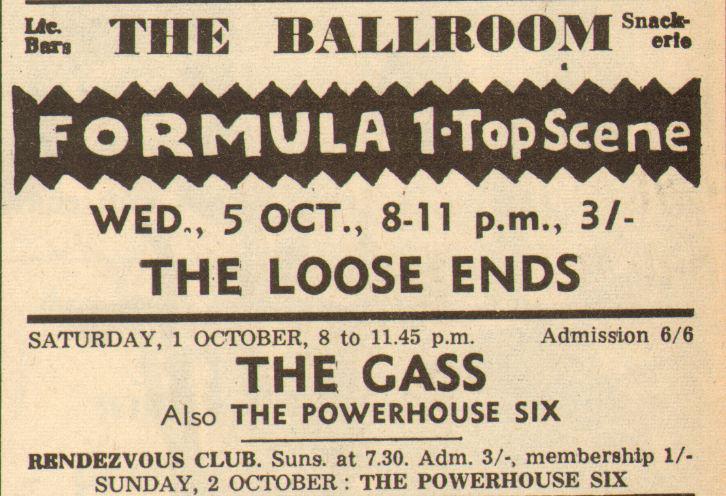 Lic. Bars THE BALLROOM Snack-erie
FORMULA 1·Top Scene
WED., 5 OCT., 8-11 p.m., 3/-
THE LOOSE ENDS
SATURDAY, 1 OCTOBER, 8 to 11.45 p.m. Admission 6/6
THE GASS
Also THE POWERHOUSE SIX
RENDEZVOUS CLUB. Suns. at 7.30. Adm. 3/-, membership 1/-
SUNDAY, 2 OCTOBER : THE POWERHOUSE SIX